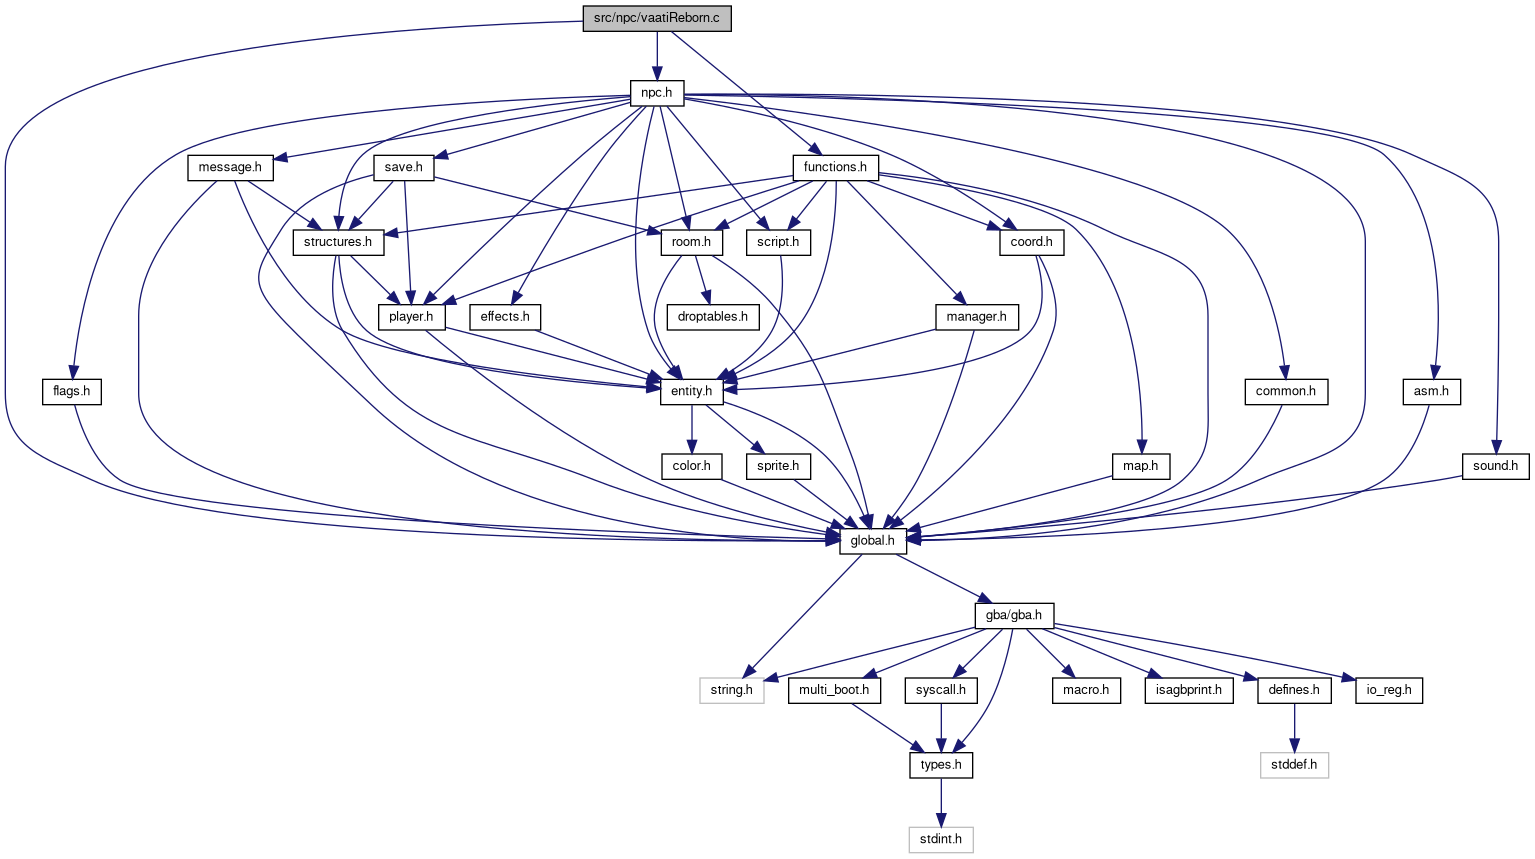 src/npc/vaatiReborn.c
npc.h
message.h
save.h
functions.h
structures.h
room.h
script.h
coord.h
player.h
effects.h
droptables.h
manager.h
flags.h
entity.h
common.h
asm.h
color.h
sprite.h
map.h
sound.h
global.h
gba/gba.h
string.h
multi_boot.h
syscall.h
macro.h
isagbprint.h
defines.h
io_reg.h
types.h
stddef.h
stdint.h